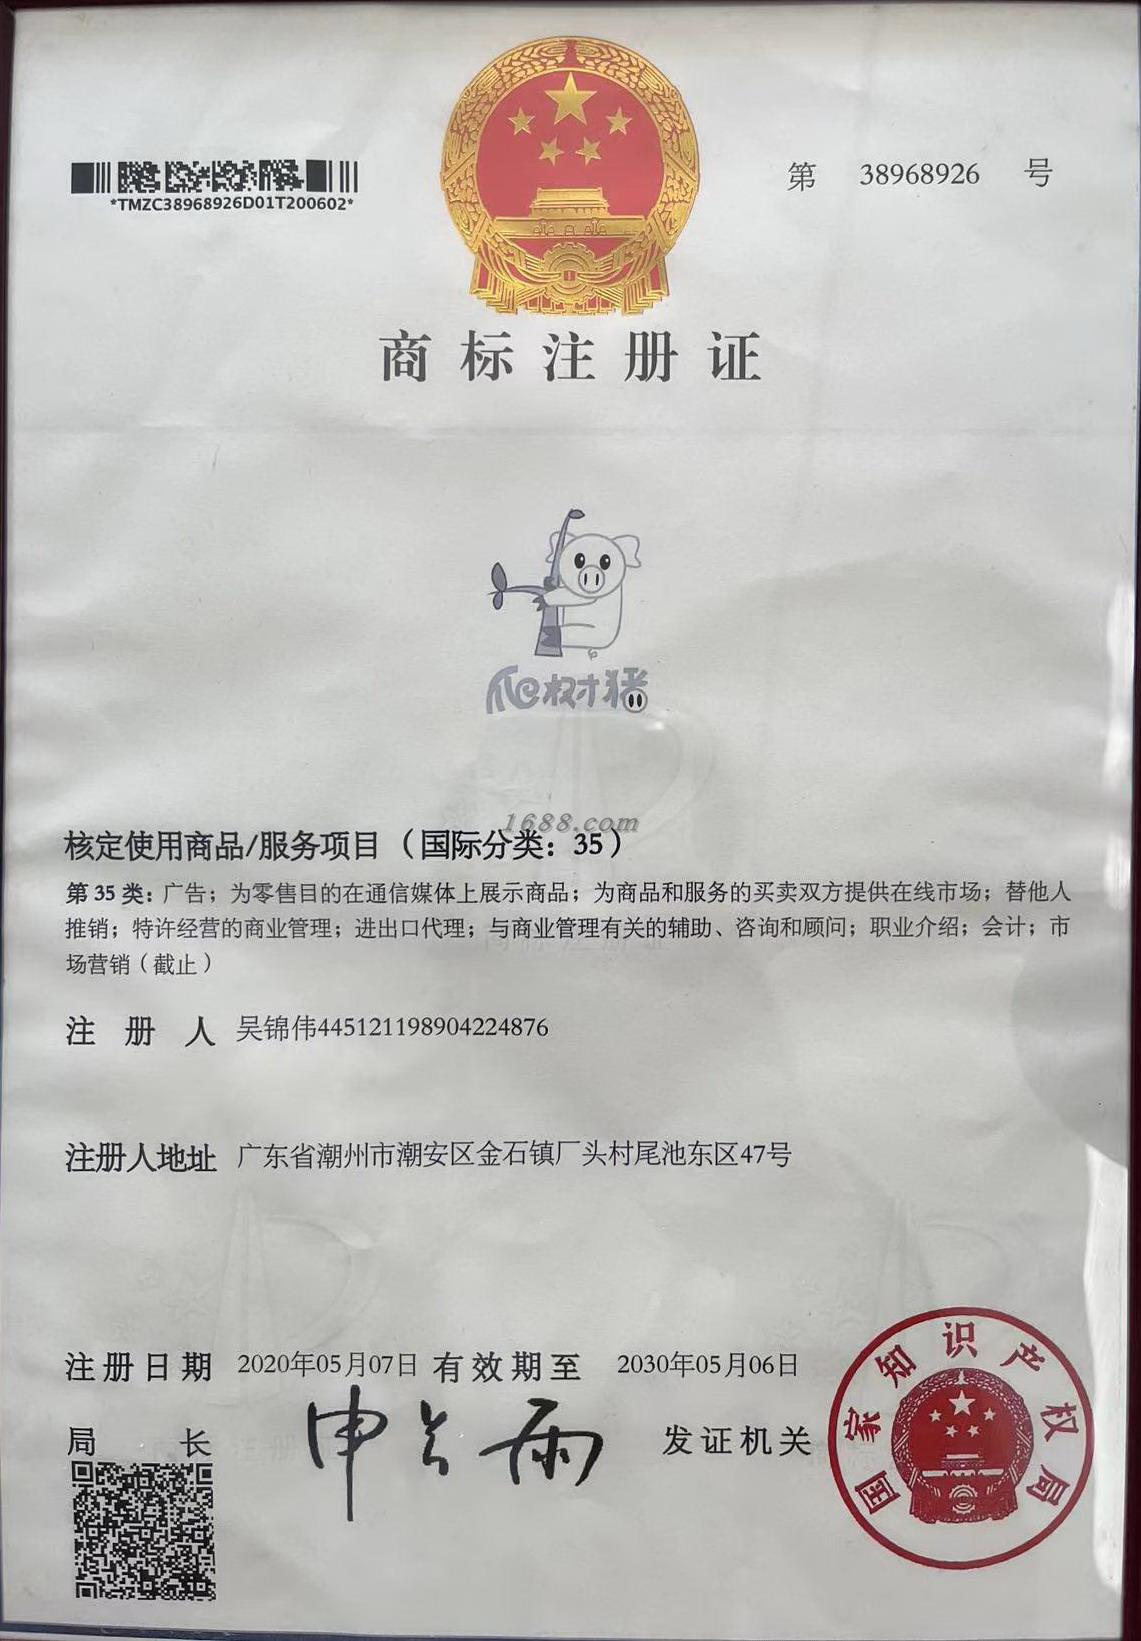 *TMZC38968926D01T200602*
第 38968926 号
商标注册证
爬树猪
1688.com
核定使用商品/服务项目（国际分类：35）
第 35 类：广告；为零售目的在通信媒体上展示商品；为商品和服务的买卖双方提供在线市场；替他人
推销；特许经营的商业管理；进出口代理；与商业管理有关的辅助、咨询和顾问；职业介绍；会计；市
场营销（截止）
注册人 吴锦伟445121198904224876
注册人地址 广东省潮州市潮安区金石镇厂头村尾池东区47号
注册日期 2020年05月07日 有效期至 2030年05月06日
局长 申长雨 发证机关
国家知识产权局